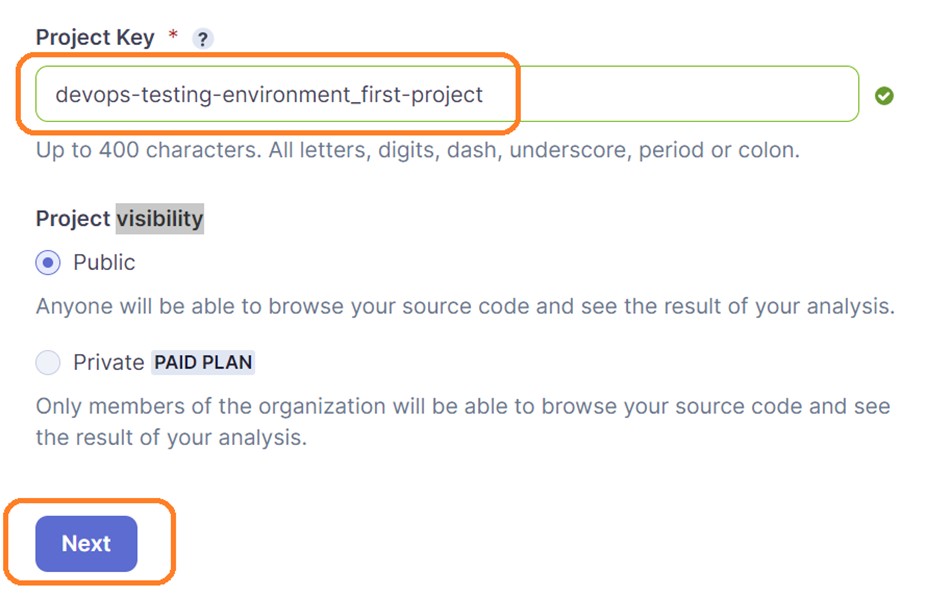 Project Key * ?
devops-testing-environment_first-project
Up to 400 characters. All letters, digits, dash, underscore, period or colon.
Project visibility
Public
Anyone will be able to browse your source code and see the result of your analysis.
Private PAID PLAN
Only members of the organization will be able to browse your source code and see
the result of your analysis.
Next